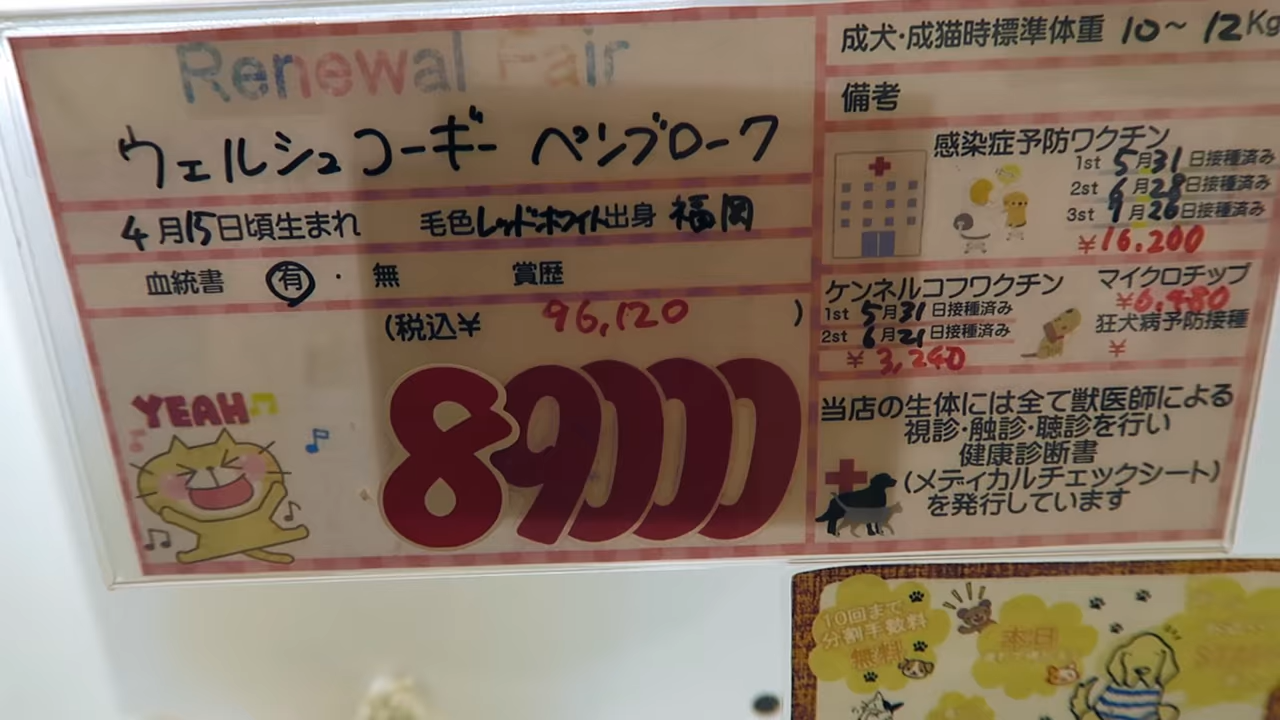 Renewal Fair
ウェルシュコーギー ペンブローク
4月15日頃生まれ 毛色レッドホワイト出身 福岡
血統書 有 ・ 無 賞歴
(税込¥ 96,120 )
89000
YEAH
成犬・成猫時標準体重 10〜12Kg
備考
感染症予防ワクチン
1st 5月31日接種済み
2st 6月28日接種済み
3st 9月26日接種済み
¥16,200
ケンネルコフワクチン
1st 5月31日接種済み
2st 6月21日接種済み
¥ 3,240
マイクロチップ
¥6,480
狂犬病予防接種
¥
当店の生体には全て獣医師による
視診・触診・聴診を行い
健康診断書
(メディカルチェックシート)
を発行しています
10回まで
分割手数料
無料
本日